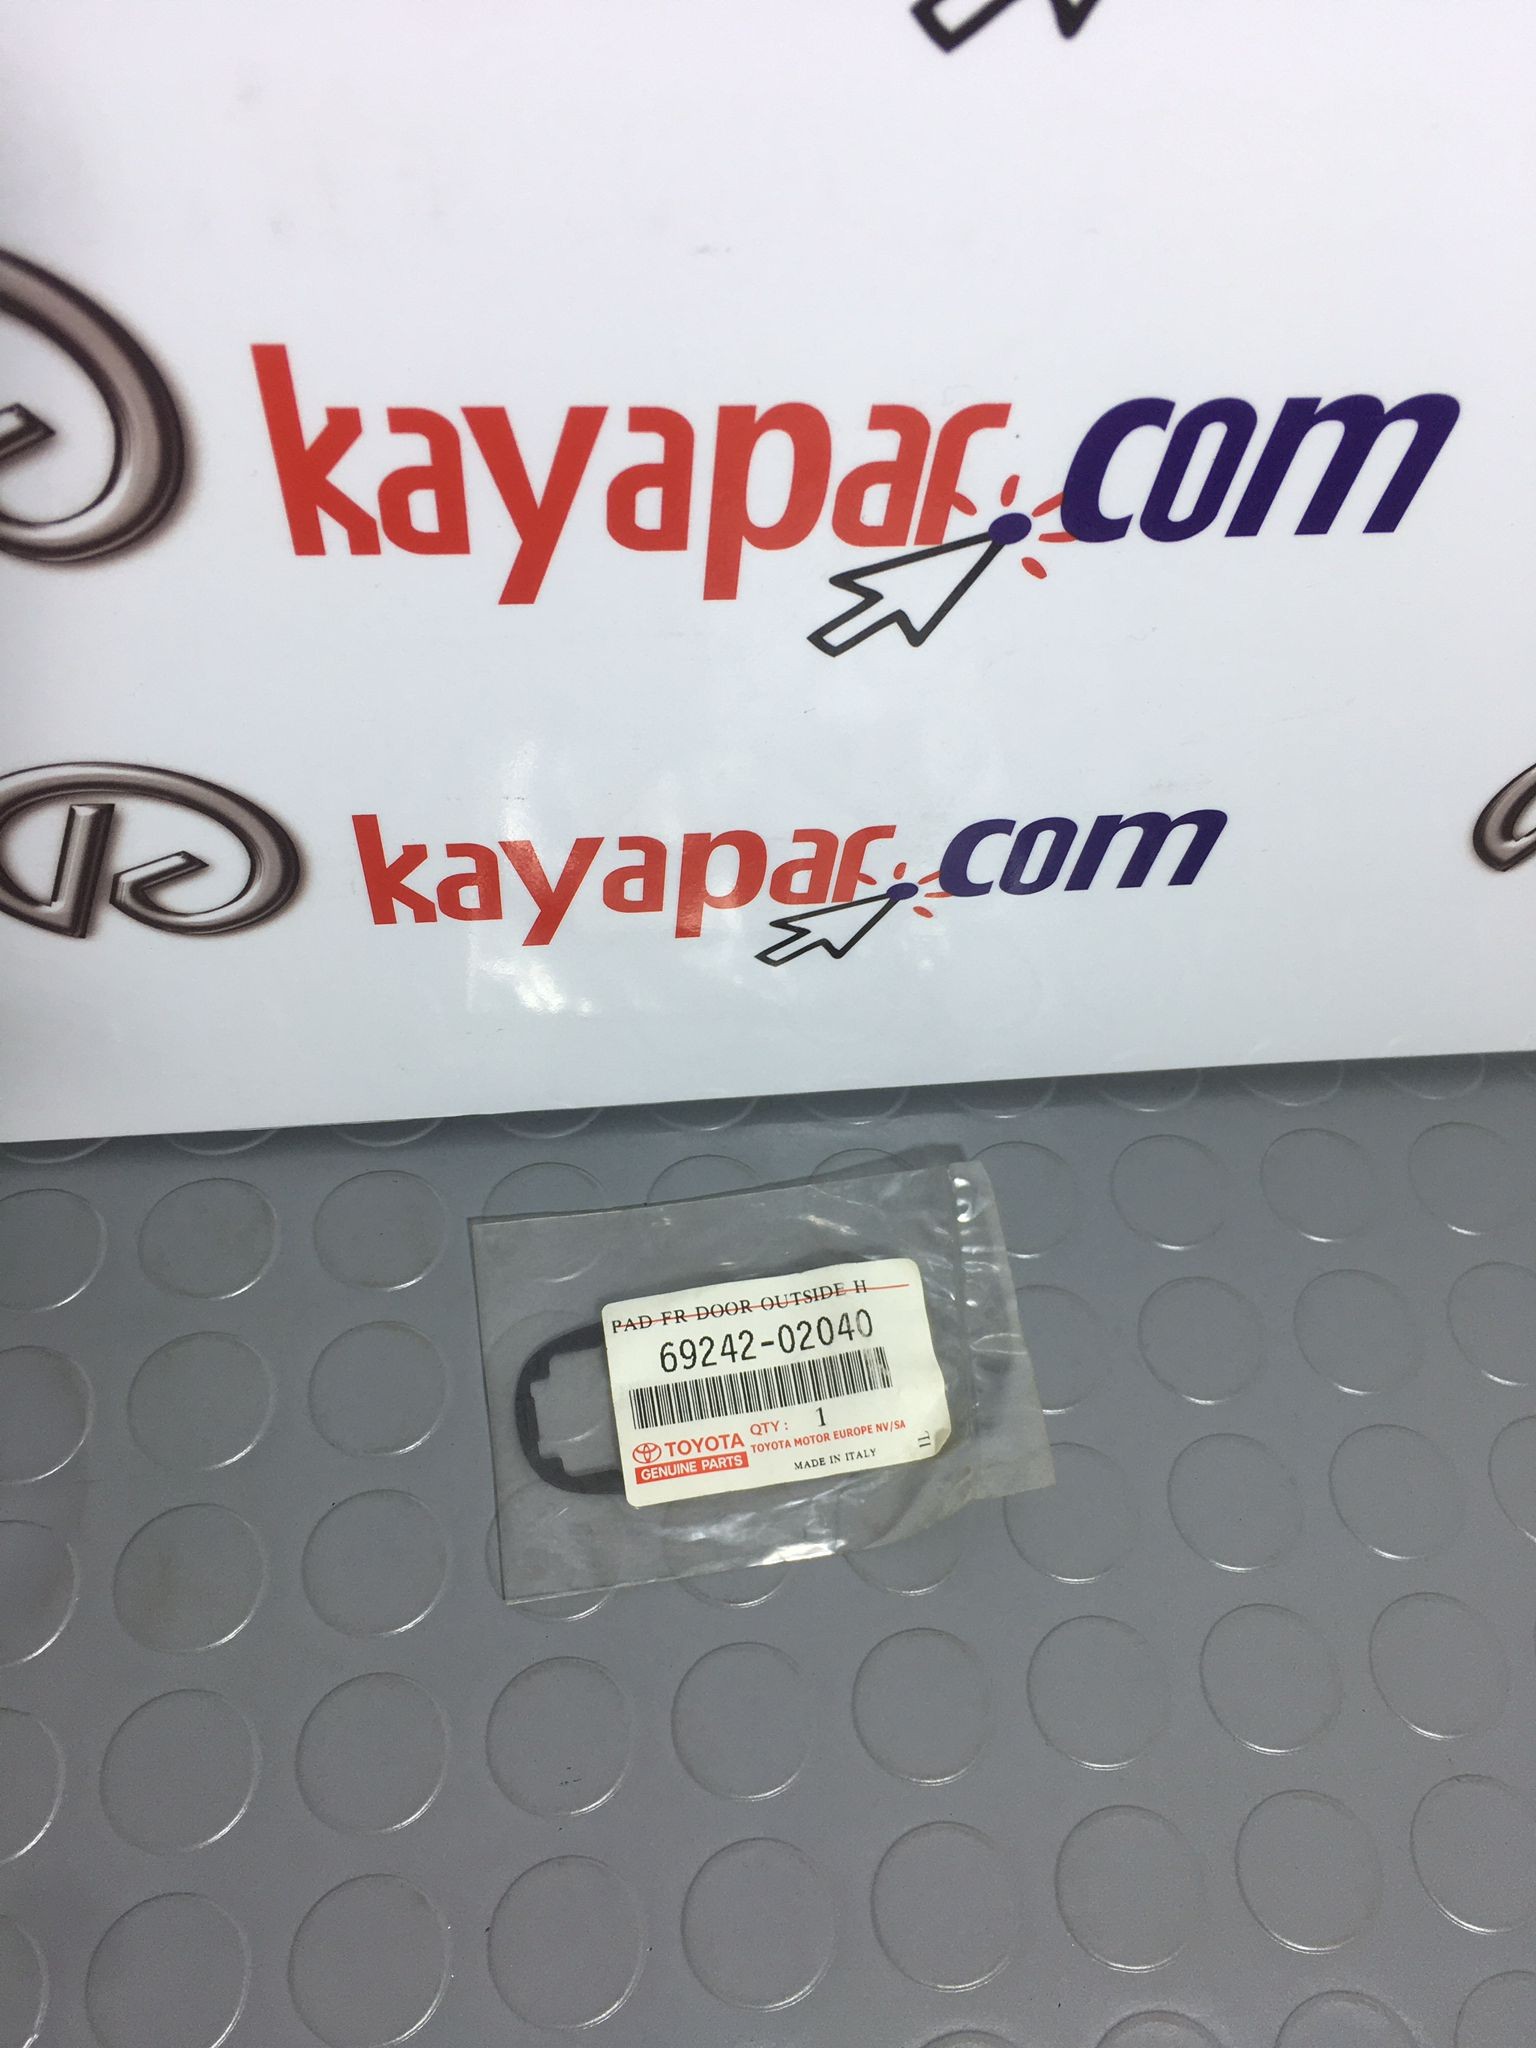 kayapar.com
kayapar.com
PAD FR DOOR OUTSIDE H
69242-02040
QTY : 1
TOYOTA
TOYOTA MOTOR EUROPE NV/SA
GENUINE PARTS
MADE IN ITALY